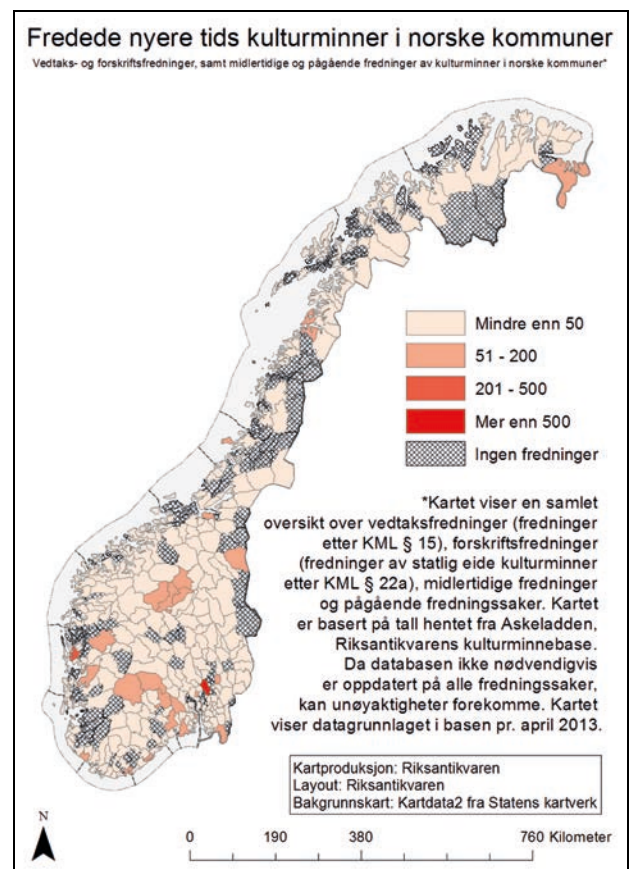 Fredede nyere tids kulturminner i norske kommuner
Vedtaks- og forskriftsfredninger, samt midlertidige og pågående fredninger av kulturminner i norske kommuner*
Mindre enn 50
51 - 200
201 - 500
Mer enn 500
Ingen fredninger
*Kartet viser en samlet
oversikt over vedtaksfredninger (fredninger
etter KML § 15), forskriftsfredninger
(fredninger av statlig eide kulturminner
etter KML § 22a), midlertidige fredninger
og pågående fredningssaker. Kartet
er basert på tall hentet fra Askeladden,
Riksantikvarens kulturminnebase.
Da databasen ikke nødvendigvis
er oppdatert på alle fredningssaker,
kan unøyaktigheter forekomme. Kartet
viser datagrunnlaget i basen pr. april 2013.
Kartproduksjon: Riksantikvaren
Layout: Riksantikvaren
Bakgrunnskart: Kartdata2 fra Statens kartverk
N
0 190 380 760 Kilometer